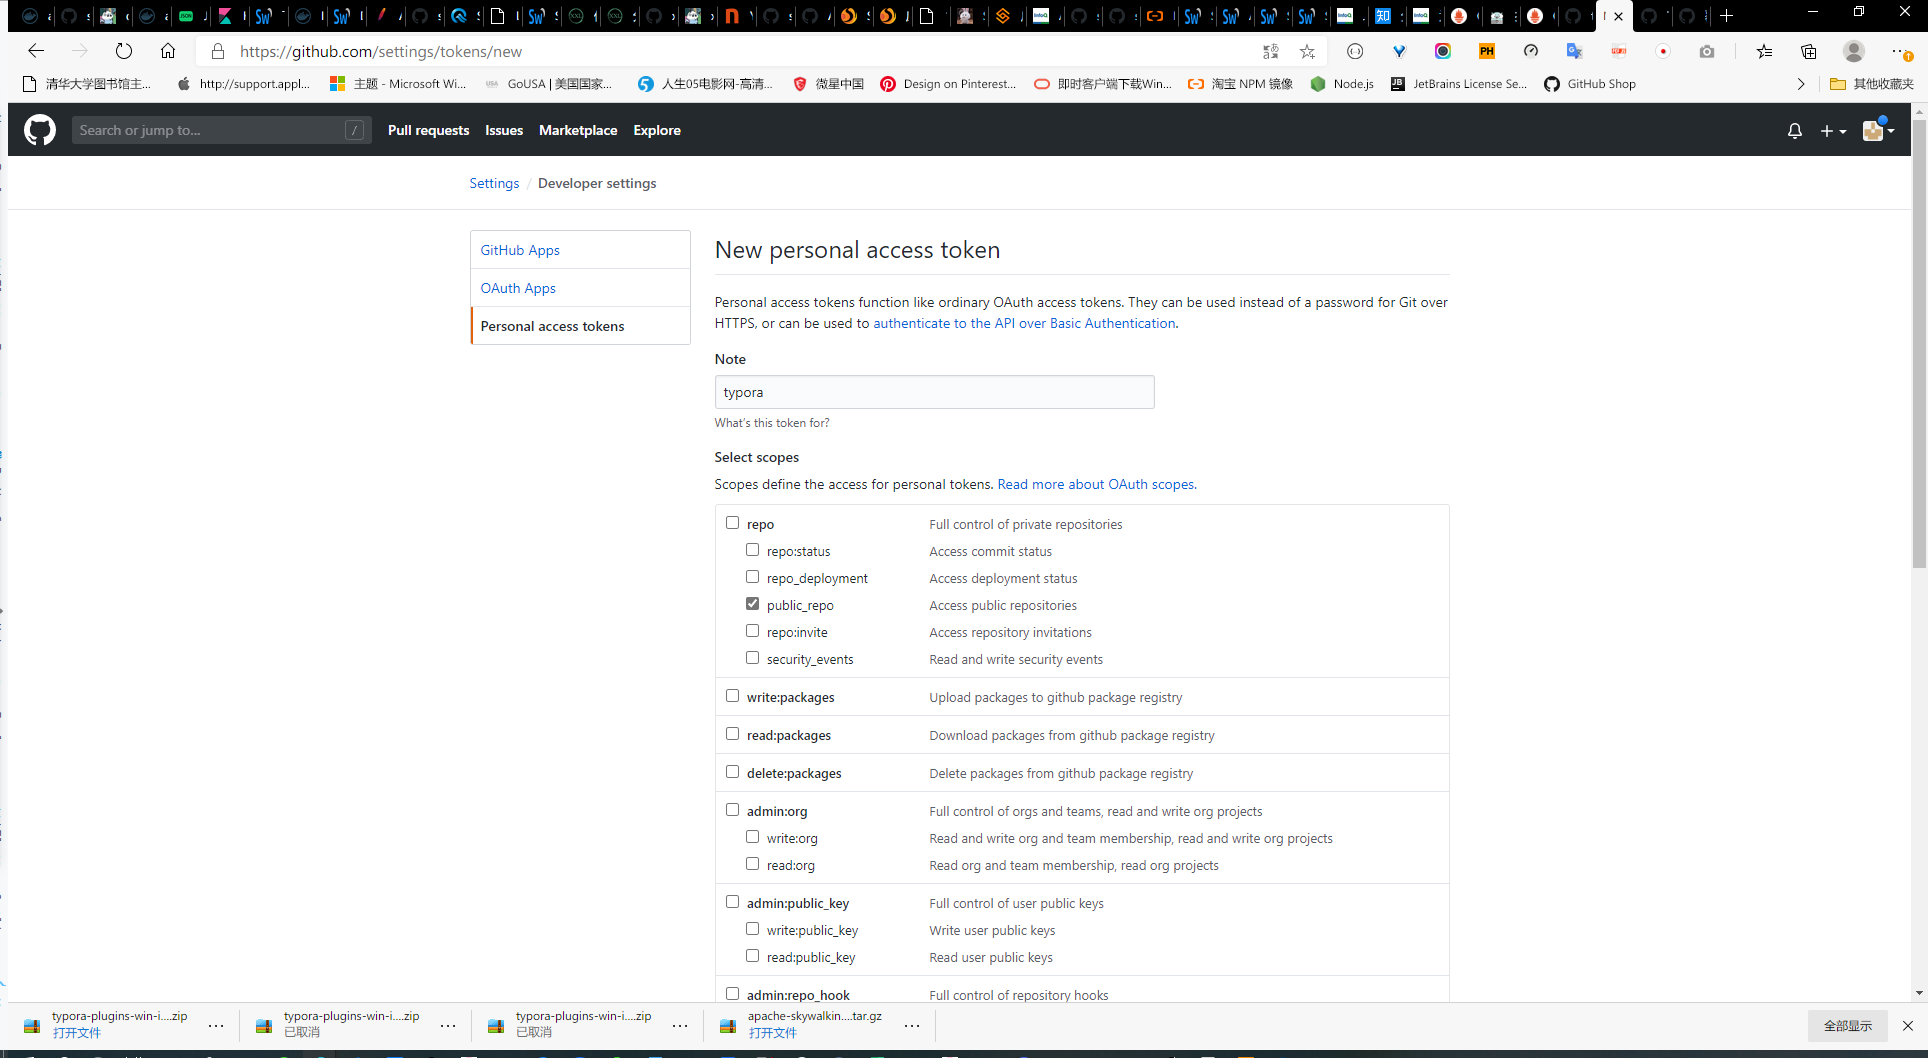 https://github.com/settings/tokens/new
清华大学图书馆主...
http://support.appl...
主题 - Microsoft Wi...
GoUSA | 美国国家...
人生05电影网-高清...
微星中国
Design on Pinterest...
即时客户端下载Win...
淘宝 NPM 镜像
Node.js
JetBrains License Se...
GitHub Shop
其他收藏夹
Search or jump to...
/
Pull requests
Issues
Marketplace
Explore
Settings / Developer settings
GitHub Apps
OAuth Apps
Personal access tokens
New personal access token
Personal access tokens function like ordinary OAuth access tokens. They can be used instead of a password for Git over
HTTPS, or can be used to authenticate to the API over Basic Authentication.
Note
typora
What's this token for?
Select scopes
Scopes define the access for personal tokens. Read more about OAuth scopes.
repo Full control of private repositories
repo:status Access commit status
repo_deployment Access deployment status
public_repo Access public repositories
repo:invite Access repository invitations
security_events Read and write security events
write:packages Upload packages to github package registry
read:packages Download packages from github package registry
delete:packages Delete packages from github package registry
admin:org Full control of orgs and teams, read and write org projects
write:org Read and write org and team membership, read and write org projects
read:org Read org and team membership, read org projects
admin:public_key Full control of user public keys
write:public_key Write user public keys
read:public_key Read user public keys
admin:repo_hook Full control of repository hooks
typora-plugins-win-i....zip
打开文件
typora-plugins-win-i....zip
已取消
typora-plugins-win-i....zip
已取消
apache-skywalkin....tar.gz
打开文件
全部显示